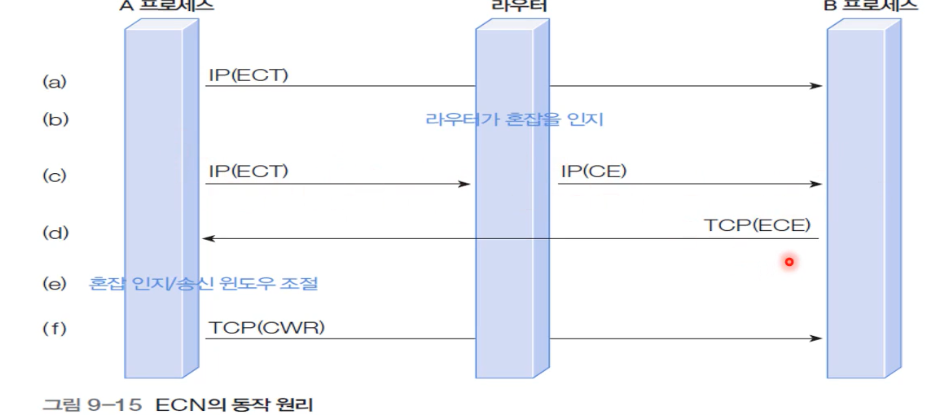 A 프로세스 라우터 B 프로세스
(a) IP(ECT)
(b) 라우터가 혼잡을 인지
(c) IP(ECT) IP(CE)
(d) TCP(ECE)
(e) 혼잡 인지/송신 윈도우 조절
(f) TCP(CWR)
그림 9-15 ECN의 동작 원리